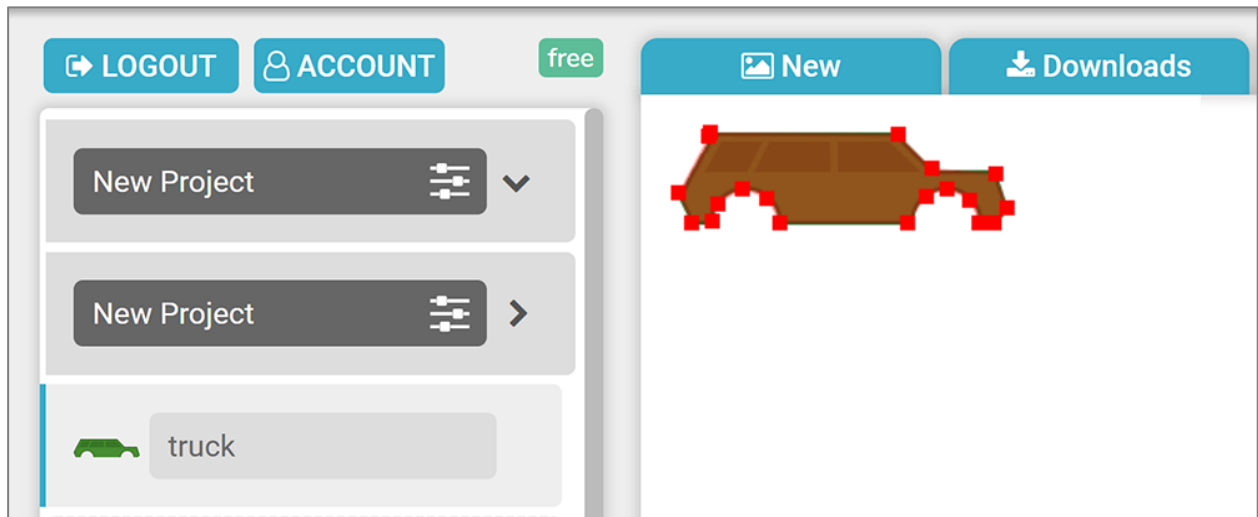 LOGOUT
ACCOUNT
free
New
Downloads
New Project
New Project
truck